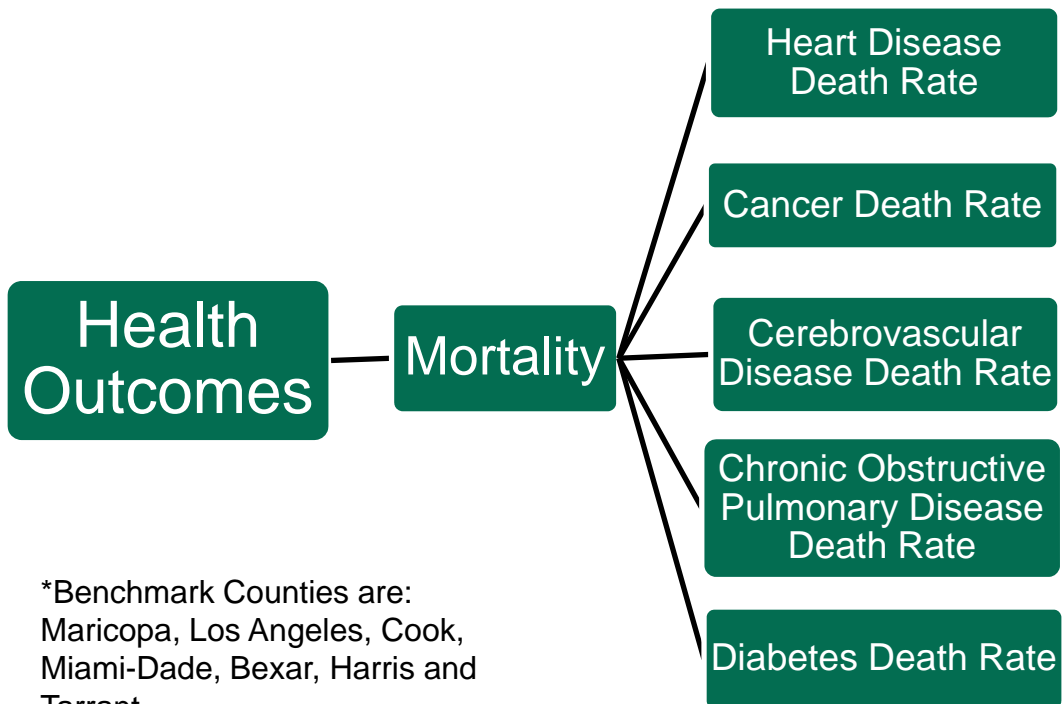 Heart Disease
Death Rate
Cancer Death Rate
Health
Outcomes
Mortality
Cerebrovascular
Disease Death Rate
Chronic Obstructive
Pulmonary Disease
Death Rate
*Benchmark Counties are:
Maricopa, Los Angeles, Cook,
Miami-Dade, Bexar, Harris and
Tarrant
Diabetes Death Rate